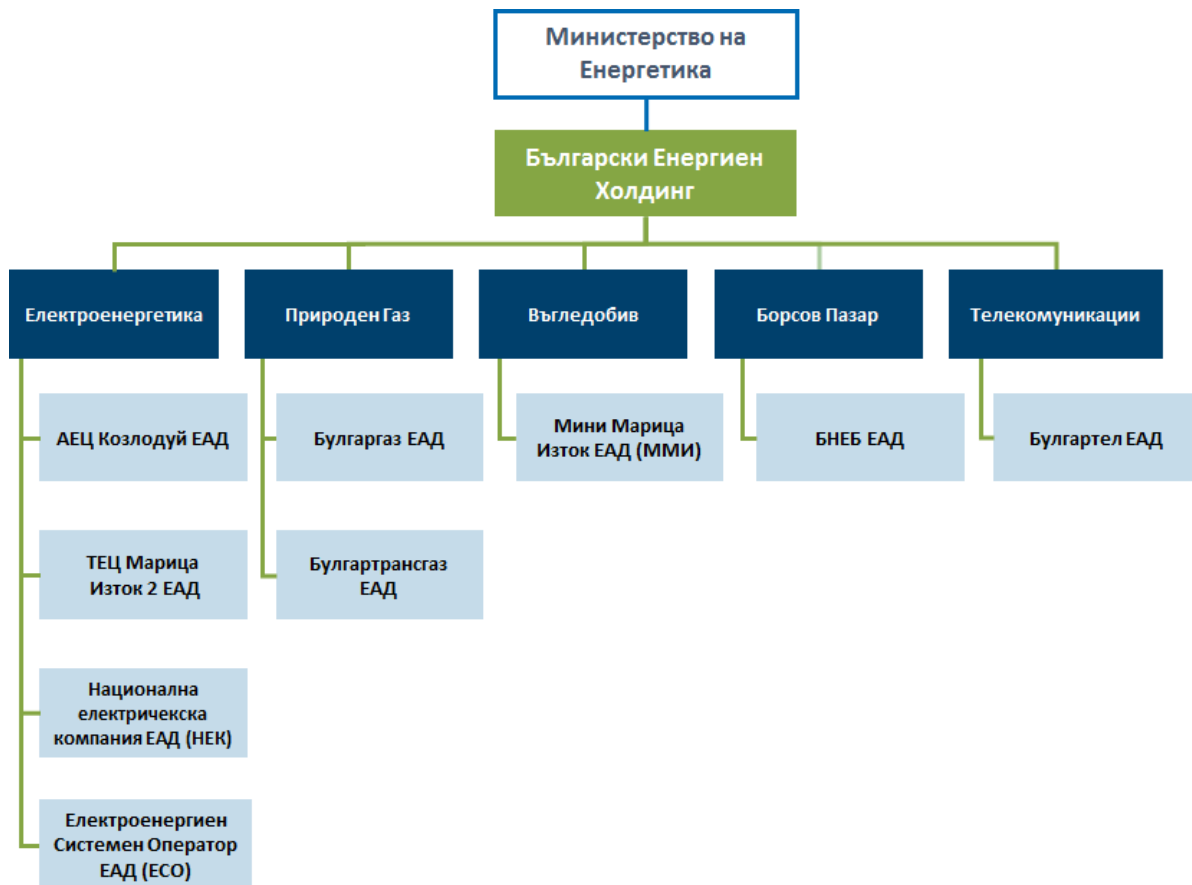 Министерство на
Енергетика
Български Енергиен
Холдинг
Електроенергетика
Природен Газ
Въгледобив
Борсов Пазар
Телекомуникации
АЕЦ Козлодуй ЕАД
Булгаргаз ЕАД
Мини Марица
Изток ЕАД (ММИ)
БНЕБ ЕАД
Булгартел ЕАД
ТЕЦ Марица
Изток 2 ЕАД
Булгартрансгаз
ЕАД
Национална
електричекска
компания ЕАД (НЕК)
Електроенергиен
Системен Оператор
ЕАД (ЕСО)